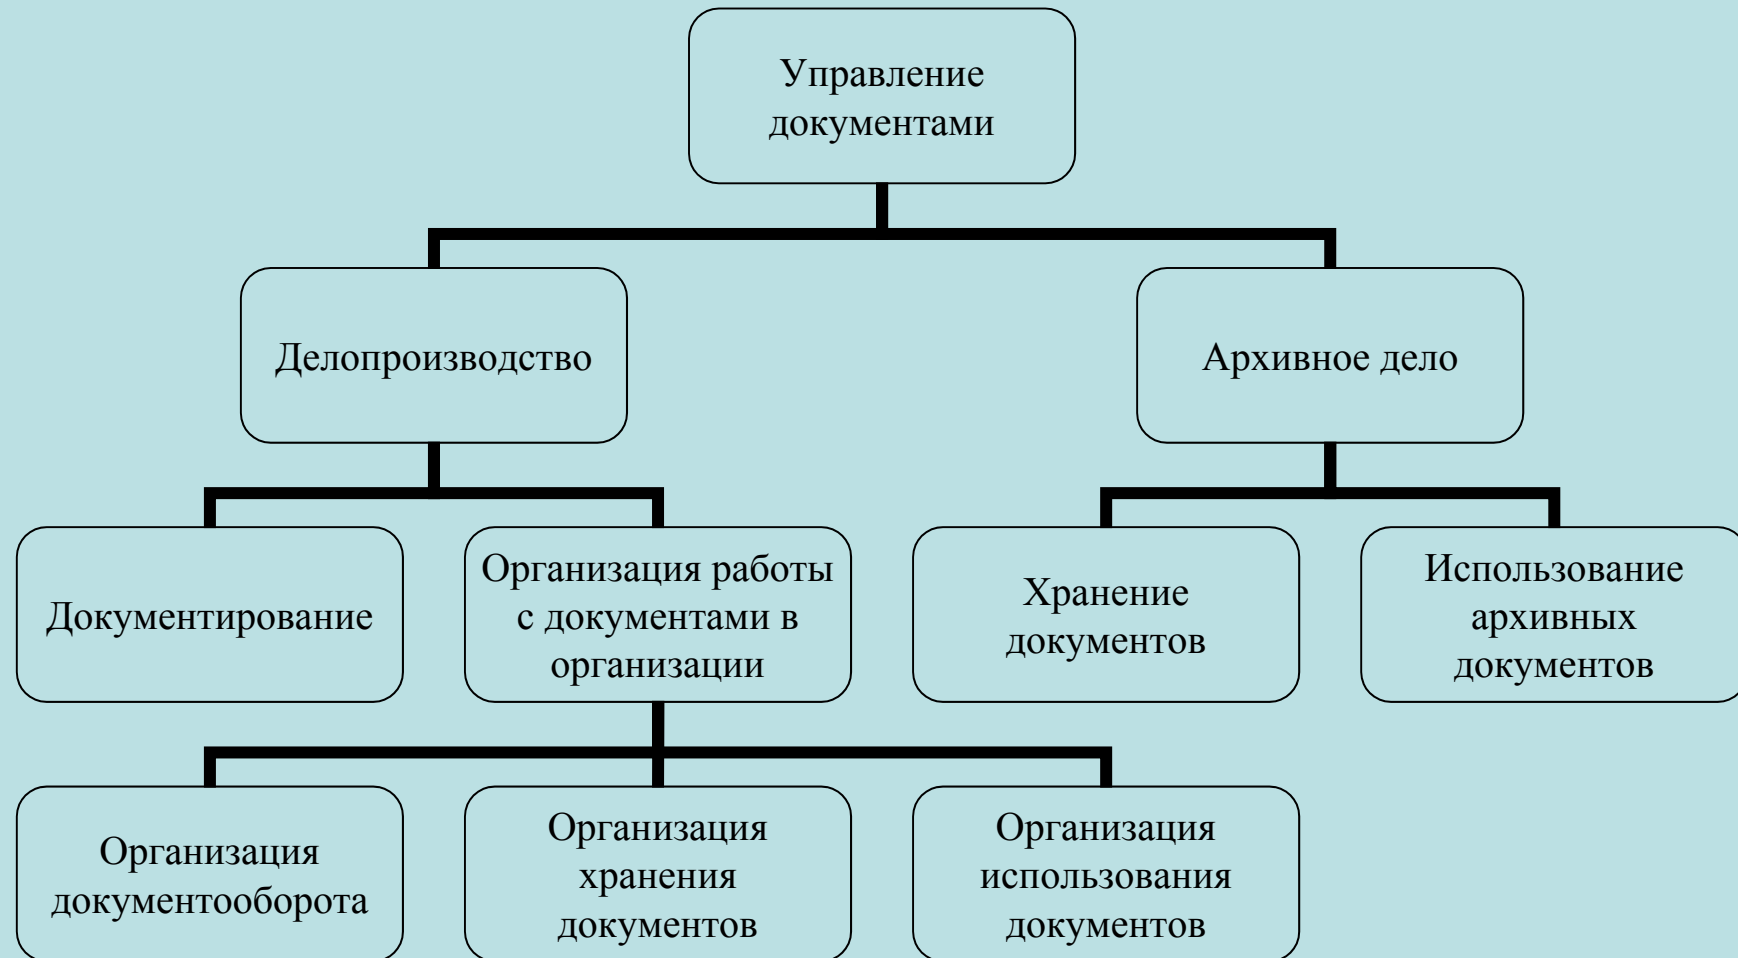 Управление
документами
Делопроизводство
Архивное дело
Документирование
Организация работы
с документами в
организации
Хранение
документов
Использование
архивных
документов
Организация
документооборота
Организация
хранения
документов
Организация
использования
документов